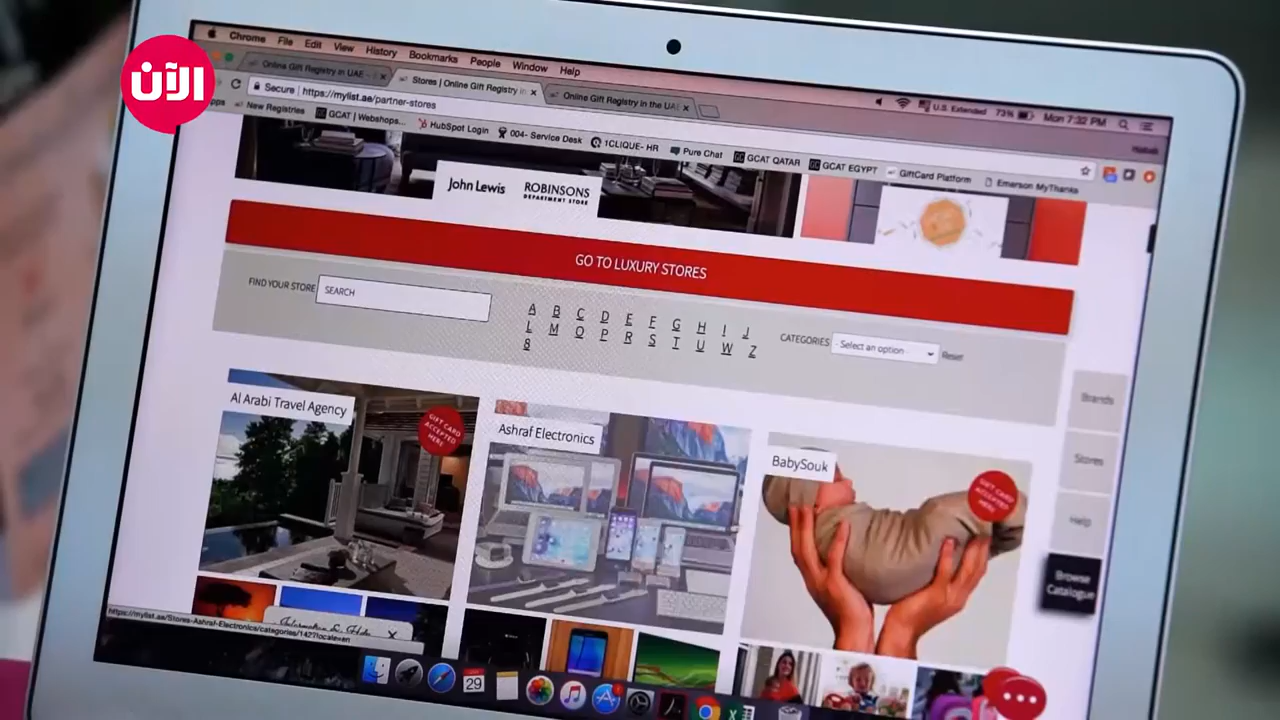 الآن
Chrome File Edit View History Bookmarks People Window Help
U.S. Extended 73% Mon 7:32 PM
Online Gift Registry in UAE -
Stores | Online Gift Registry in
Online Gift Registry in the UAE
Secure https://mylist.ae/partner-stores
New Registries GCAT | Webshops... HubSpot Login 004- Service Desk 1CLIQUE- HR Pure Chat GCAT QATAR GCAT EGYPT GiftCard Platform Emerson MyThanks
John Lewis ROBINSONS
DEPARTMENT STORE
GO TO LUXURY STORES
FIND YOUR STORE SEARCH
A B C D E F G H I J
L M O P R S T U W Z
8
CATEGORIES - Select an option - Reset
Al Arabi Travel Agency
GIFT CARD
ACCEPTED
HERE
Ashraf Electronics
BabySouk
GIFT CARD
ACCEPTED
HERE
Brands
Stores
Help
Browse
Catalogue
https://mylist.ae/Stores-Ashraf-Electronics/categories/142?locale=en
29